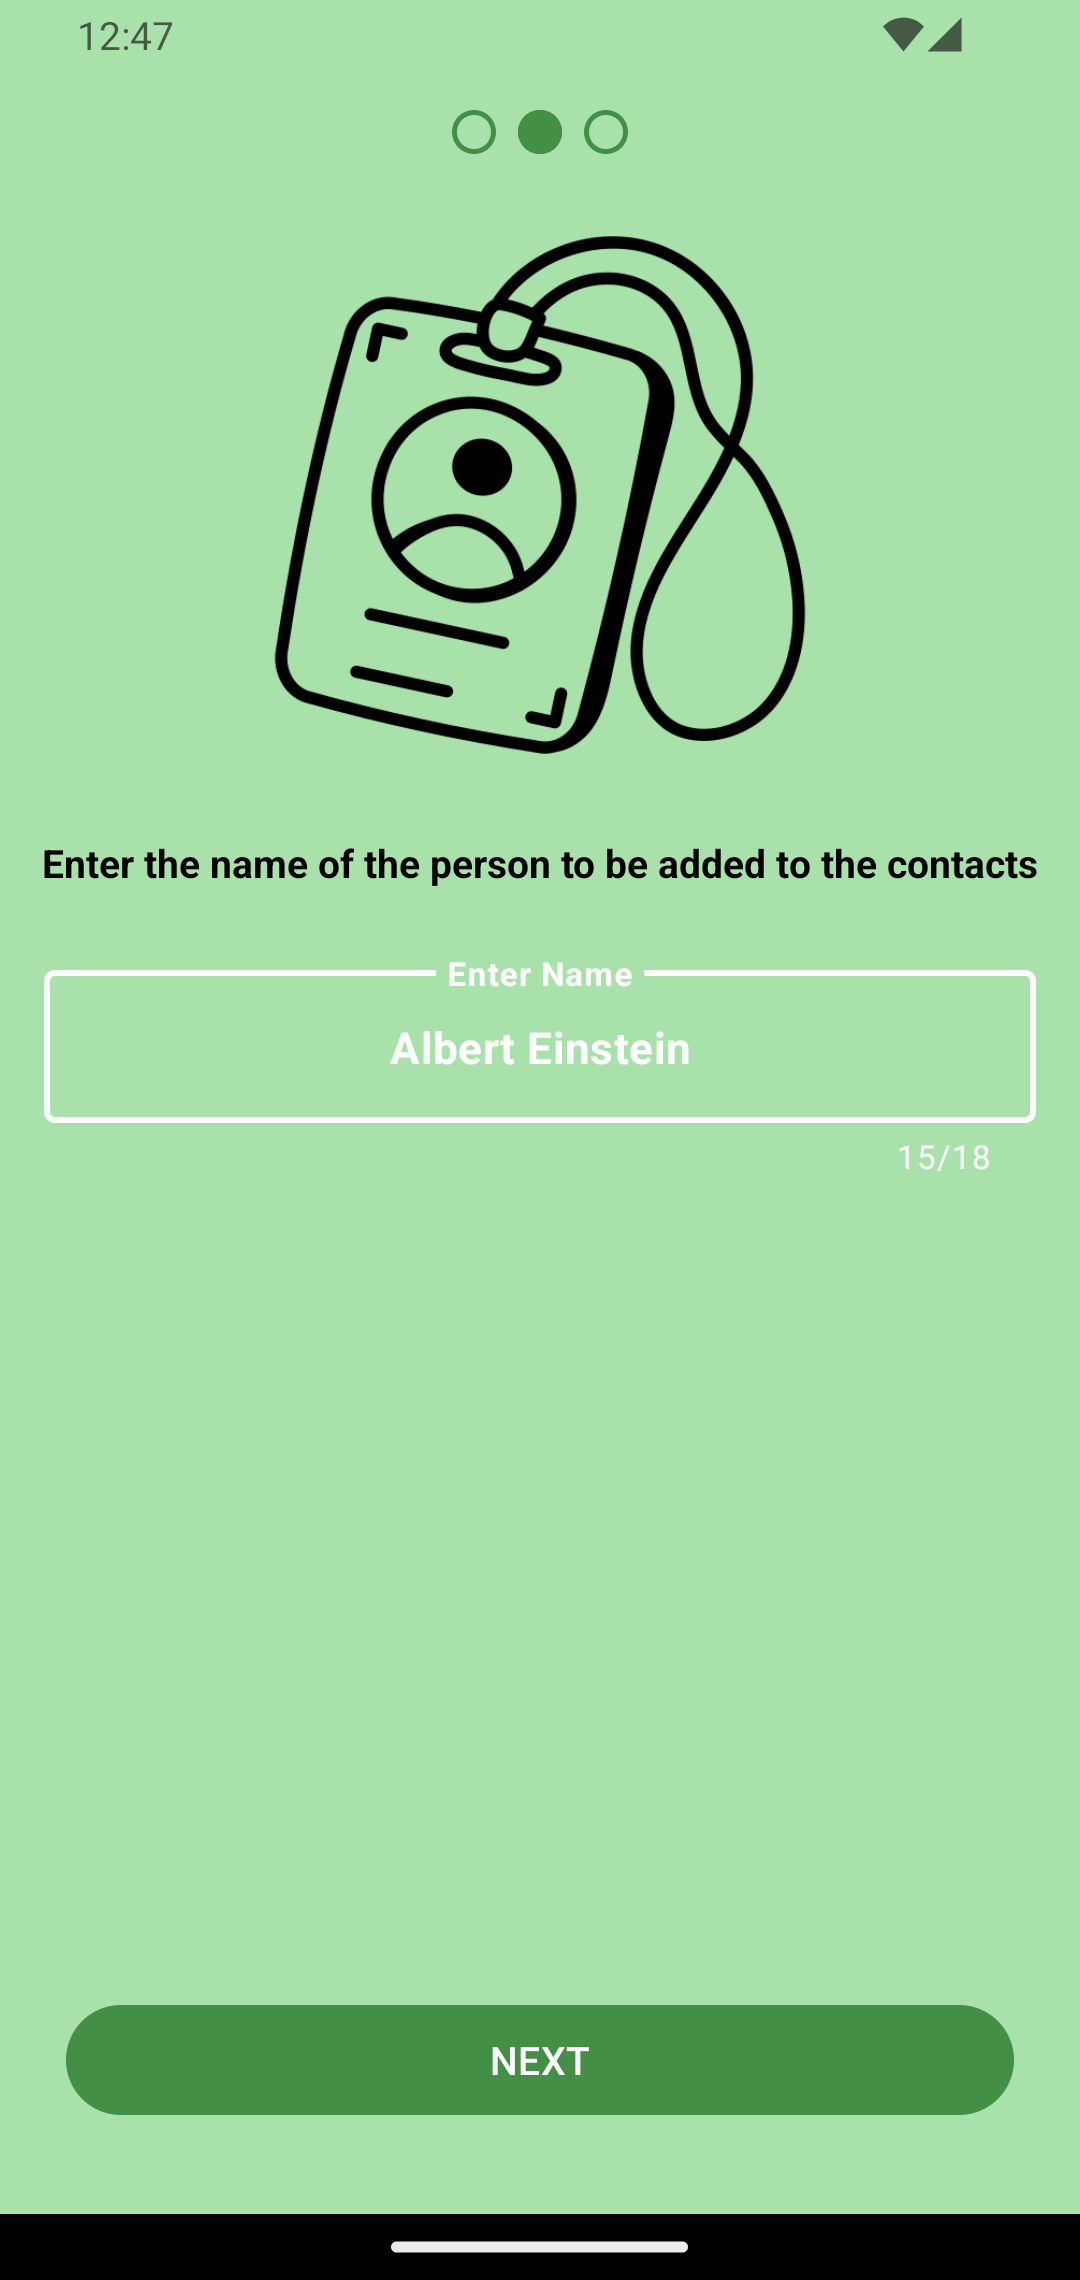 12:47
Enter the name of the person to be added to the contacts
Enter Name
Albert Einstein
15/18
NEXT